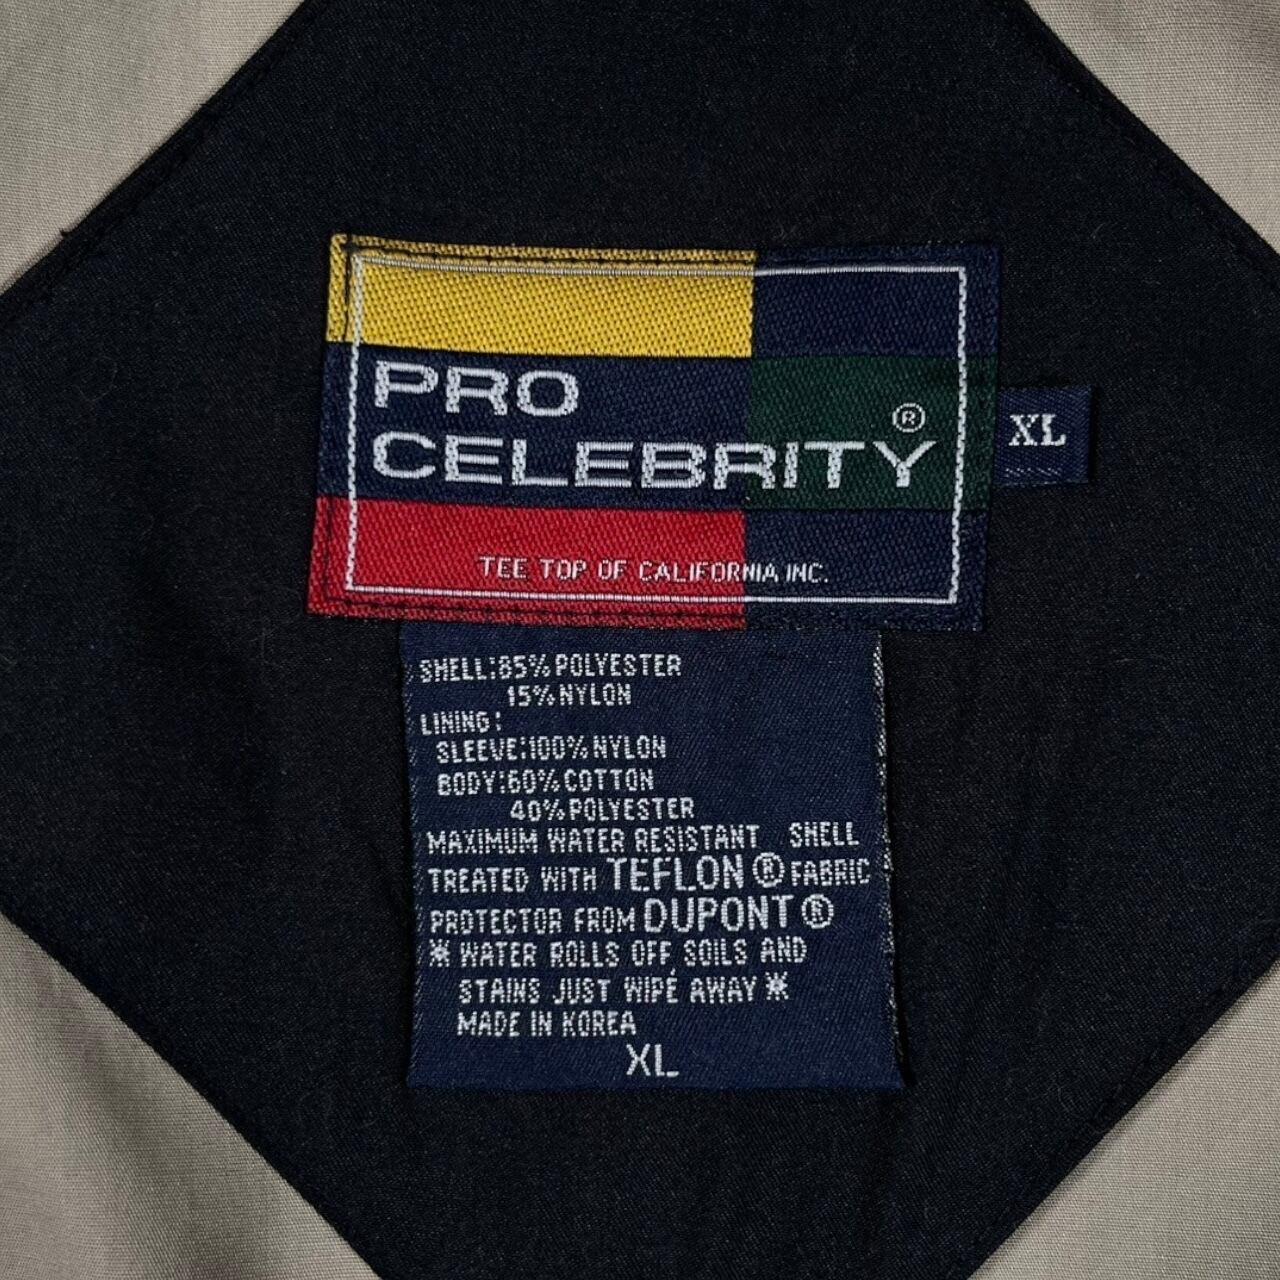 PRO
CELEBRITY®
XL
TEE TOP OF CALIFORNIA INC.
SHELL:85% POLYESTER
15% NYLON
LINING:
SLEEVE:100% NYLON
BODY:60% COTTON
40% POLYESTER
MAXIMUM WATER RESISTANT SHELL
TREATED WITH TEFLON® FABRIC
PROTECTOR FROM DUPONT®
* WATER ROLLS OFF SOILS AND
STAINS JUST WIPE AWAY *
MADE IN KOREA
XL